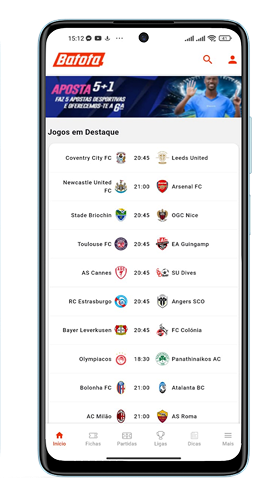 15:12
41
Batota
APOSTA 5+1
FAZ 5 APOSTAS DESPORTIVAS
E OFERECEMOS-TE A 6ª
Jogos em Destaque
Coventry City FC 20:45 Leeds United
Newcastle United
FC 21:00 Arsenal FC
Stade Briochin 20:45 OGC Nice
Toulouse FC 20:45 EA Guingamp
AS Cannes 20:45 SU Dives
RC Estrasburgo 20:45 Angers SCO
Bayer Leverkusen 20:45 FC Colónia
Olympiacos 18:30 Panathinaikos AC
Bolonha FC 21:00 Atalanta BC
AC Milão 21:00 AS Roma
Início Fichas Partidas Ligas Dicas Mais